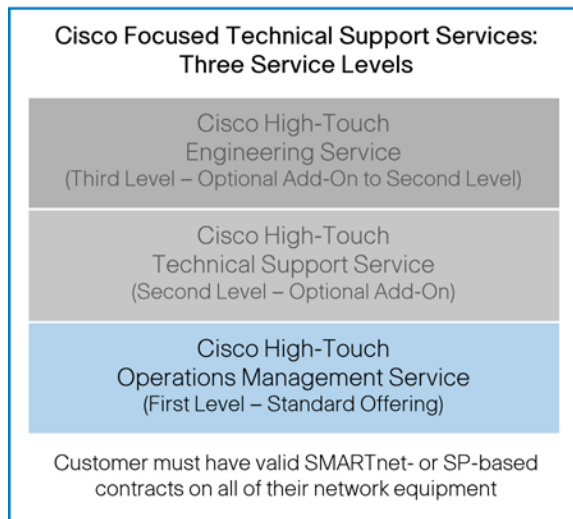 Cisco Focused Technical Support Services:
Three Service Levels
Cisco High-Touch
Engineering Service
(Third Level – Optional Add-On to Second Level)
Cisco High-Touch
Technical Support Service
(Second Level – Optional Add-On)
Cisco High-Touch
Operations Management Service
(First Level – Standard Offering)
Customer must have valid SMARTnet- or SP-based
contracts on all of their network equipment